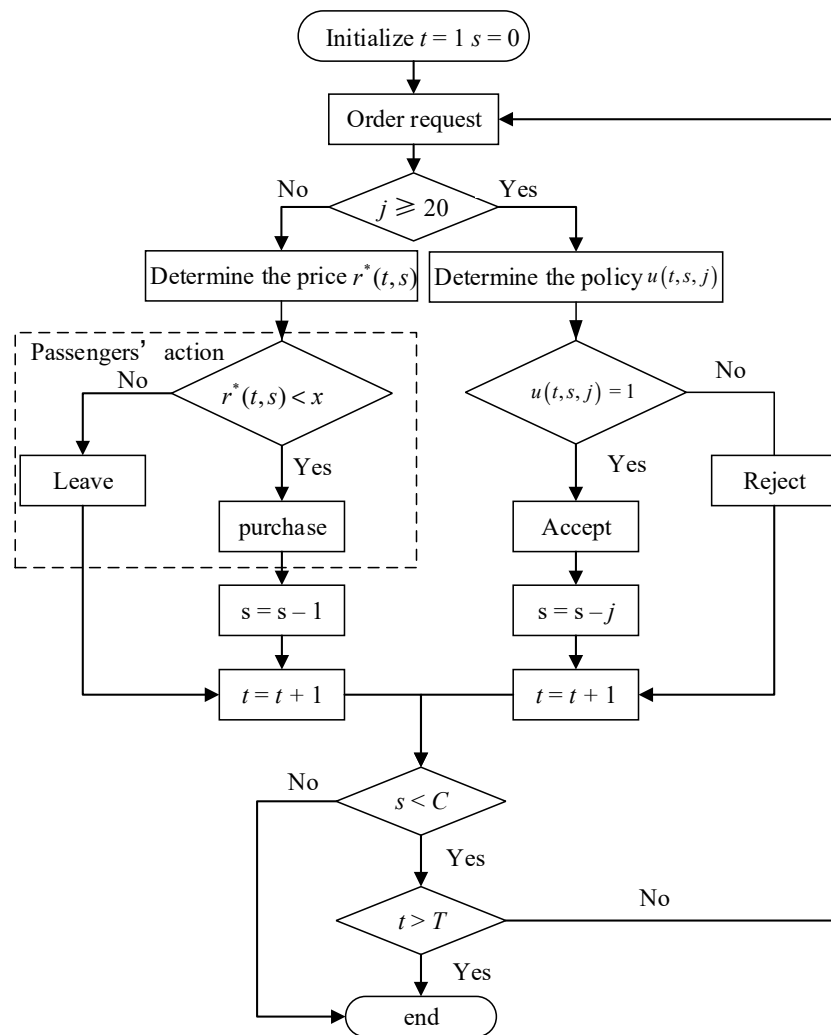 Initialize t = 1 s = 0
Order request
No
Yes
j ⩾ 20
Determine the price r*(t,s)
Determine the policy u(t,s,j)
Passengers’ action
No
r*(t,s) < x
u(t,s,j) = 1
No
Leave
Yes
Yes
Reject
purchase
Accept
s = s – 1
s = s – j
t = t + 1
t = t + 1
No
s < C
Yes
No
t > T
Yes
end